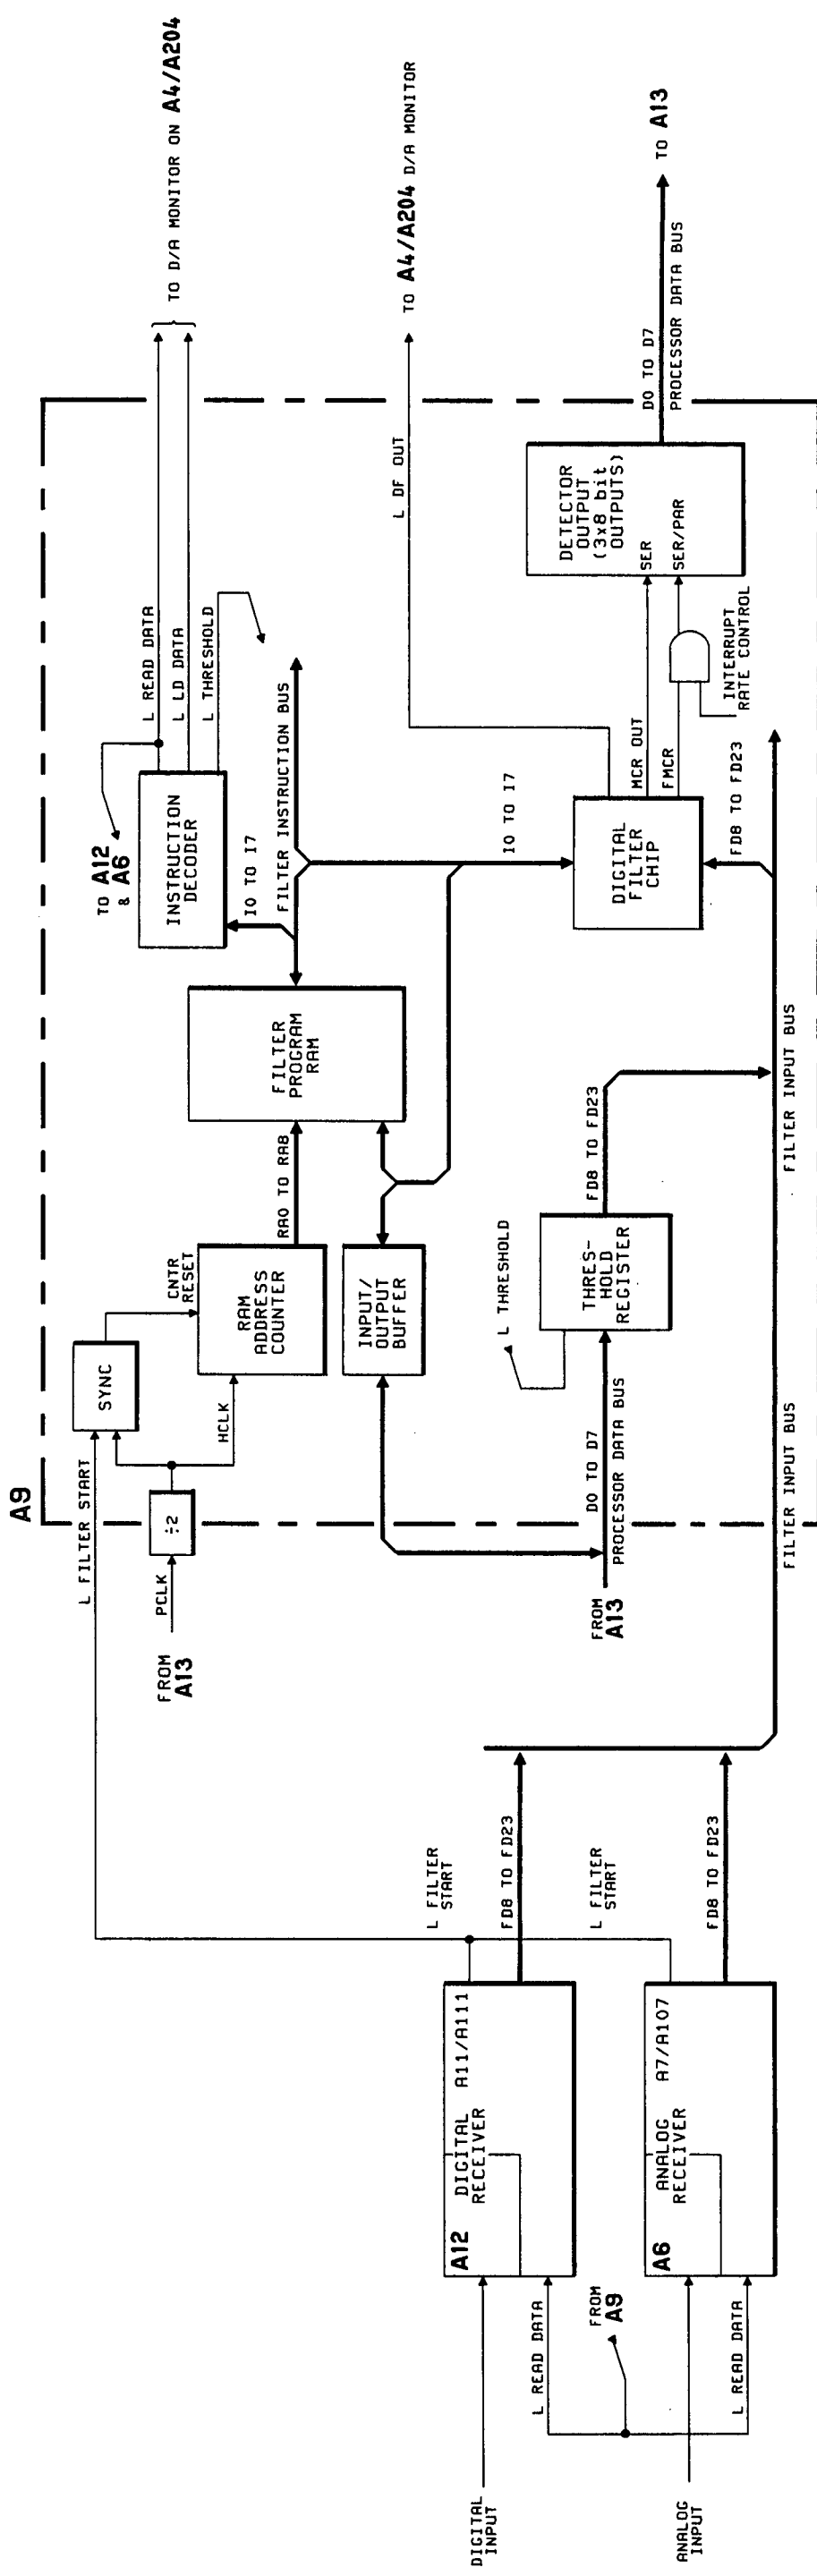 A9
L FILTER START
FROM
A13
PCLK
÷2
SYNC
CNTR
RESET
HCLK
RAM
ADDRESS
COUNTER
RA0 TO RA8
INPUT/
OUTPUT
BUFFER
FILTER
PROGRAM
RAM
TO A12
& A6
INSTRUCTION
DECODER
I0 TO I7
FILTER INSTRUCTION BUS
L READ DATA
L LD DATA
L THRESHOLD
TO D/A MONITOR ON A4/A204
L DF OUT
TO A4/A204 D/A MONITOR
I0 TO I7
DIGITAL
FILTER
CHIP
MCR OUT
FMCR
FD8 TO FD23
INTERRUPT
RATE CONTROL
DETECTOR
OUTPUT
(3x8 bit
OUTPUTS)
SER
SER/PAR
D0 TO D7
PROCESSOR DATA BUS
TO A13
L THRESHOLD
THRES-
HOLD
REGISTER
FD8 TO FD23
FROM
A13
D0 TO D7
PROCESSOR DATA BUS
FILTER INPUT BUS
FILTER INPUT BUS
DIGITAL
INPUT
L READ DATA
A12
DIGITAL
RECEIVER
A11/A111
L FILTER
START
FD8 TO FD23
FROM
A9
ANALOG
INPUT
L READ DATA
A6
ANALOG
RECEIVER
A7/A107
L FILTER
START
FD8 TO FD23